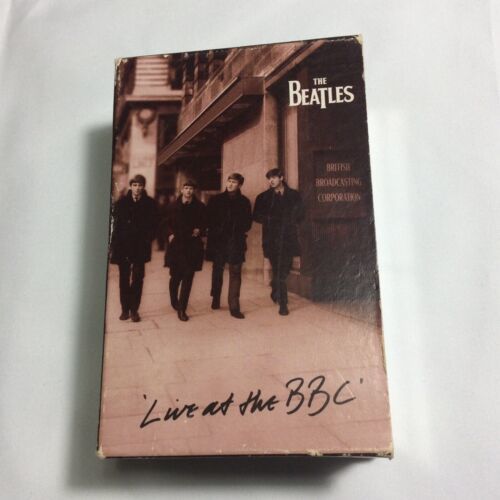 THE
BEATLES
BRITISH
BROADCASTING
CORPORATION
'Live at the BBC'